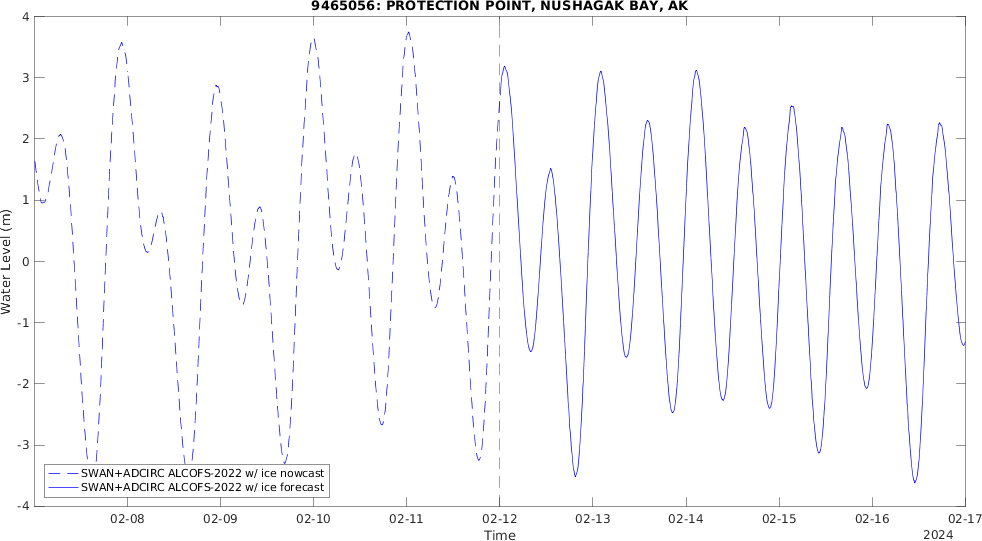 9465056: PROTECTION POINT, NUSHAGAK BAY, AK
Water Level (m)
4
3
2
1
0
-1
-2
-3
-4
SWAN+ADCIRC ALCOFS-2022 w/ ice nowcast
SWAN+ADCIRC ALCOFS-2022 w/ ice forecast
02-08 02-09 02-10 02-11 02-12 02-13 02-14 02-15 02-16 02-17
Time
2024